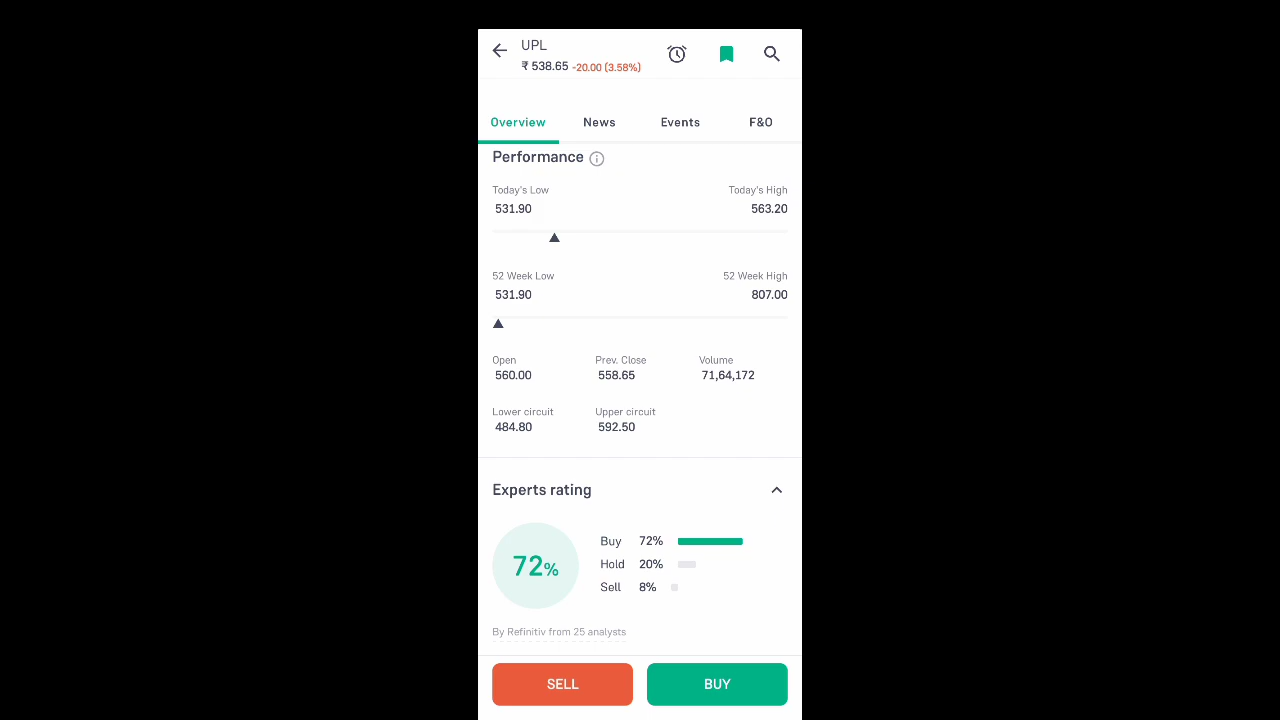 UPL
₹ 538.65 -20.00 (3.58%)
Overview News Events F&O
Performance
Today's Low Today's High
531.90 563.20
52 Week Low 52 Week High
531.90 807.00
Open Prev. Close Volume
560.00 558.65 71,64,172
Lower circuit Upper circuit
484.80 592.50
Experts rating
72%
Buy 72%
Hold 20%
Sell 8%
By Refinitiv from 25 analysts
SELL BUY